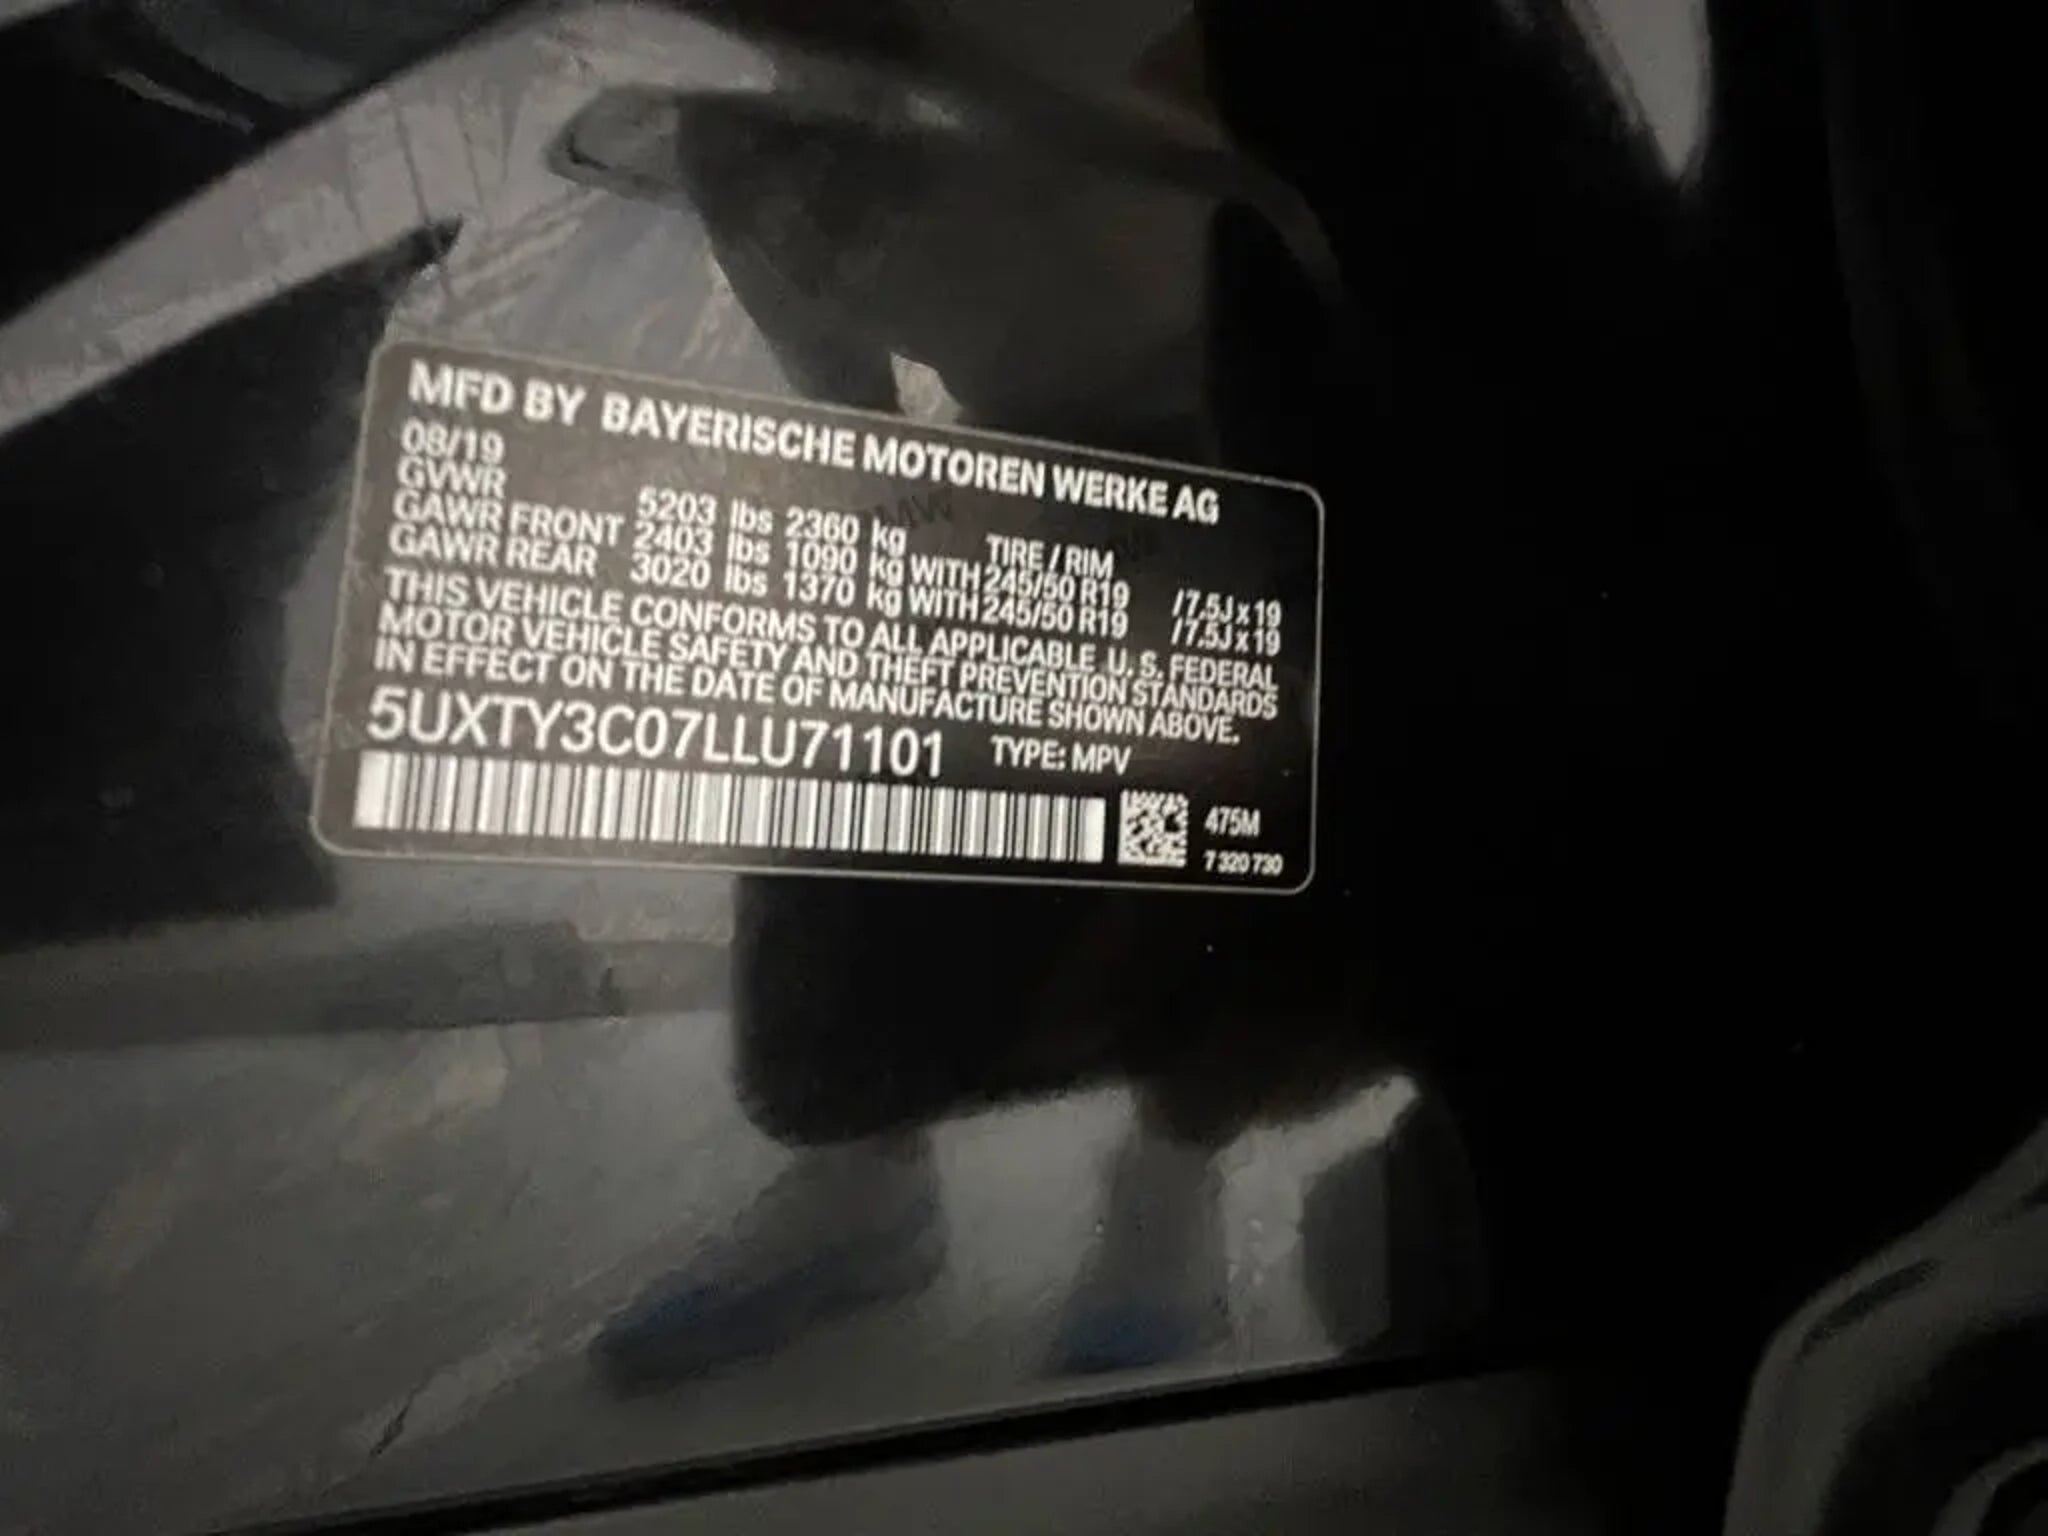 MFD BY BAYERISCHE MOTOREN WERKE AG
08/19
GVWR 5203 lbs 2360 kg TIRE / RIM
GAWR FRONT 2403 lbs 1090 kg WITH 245/50 R19 /7.5J x 19
GAWR REAR 3020 lbs 1370 kg WITH 245/50 R19 /7.5J x 19
THIS VEHICLE CONFORMS TO ALL APPLICABLE U. S. FEDERAL
MOTOR VEHICLE SAFETY AND THEFT PREVENTION STANDARDS
IN EFFECT ON THE DATE OF MANUFACTURE SHOWN ABOVE.
5UXTY3C07LLU71101 TYPE: MPV
475M
7 320 730